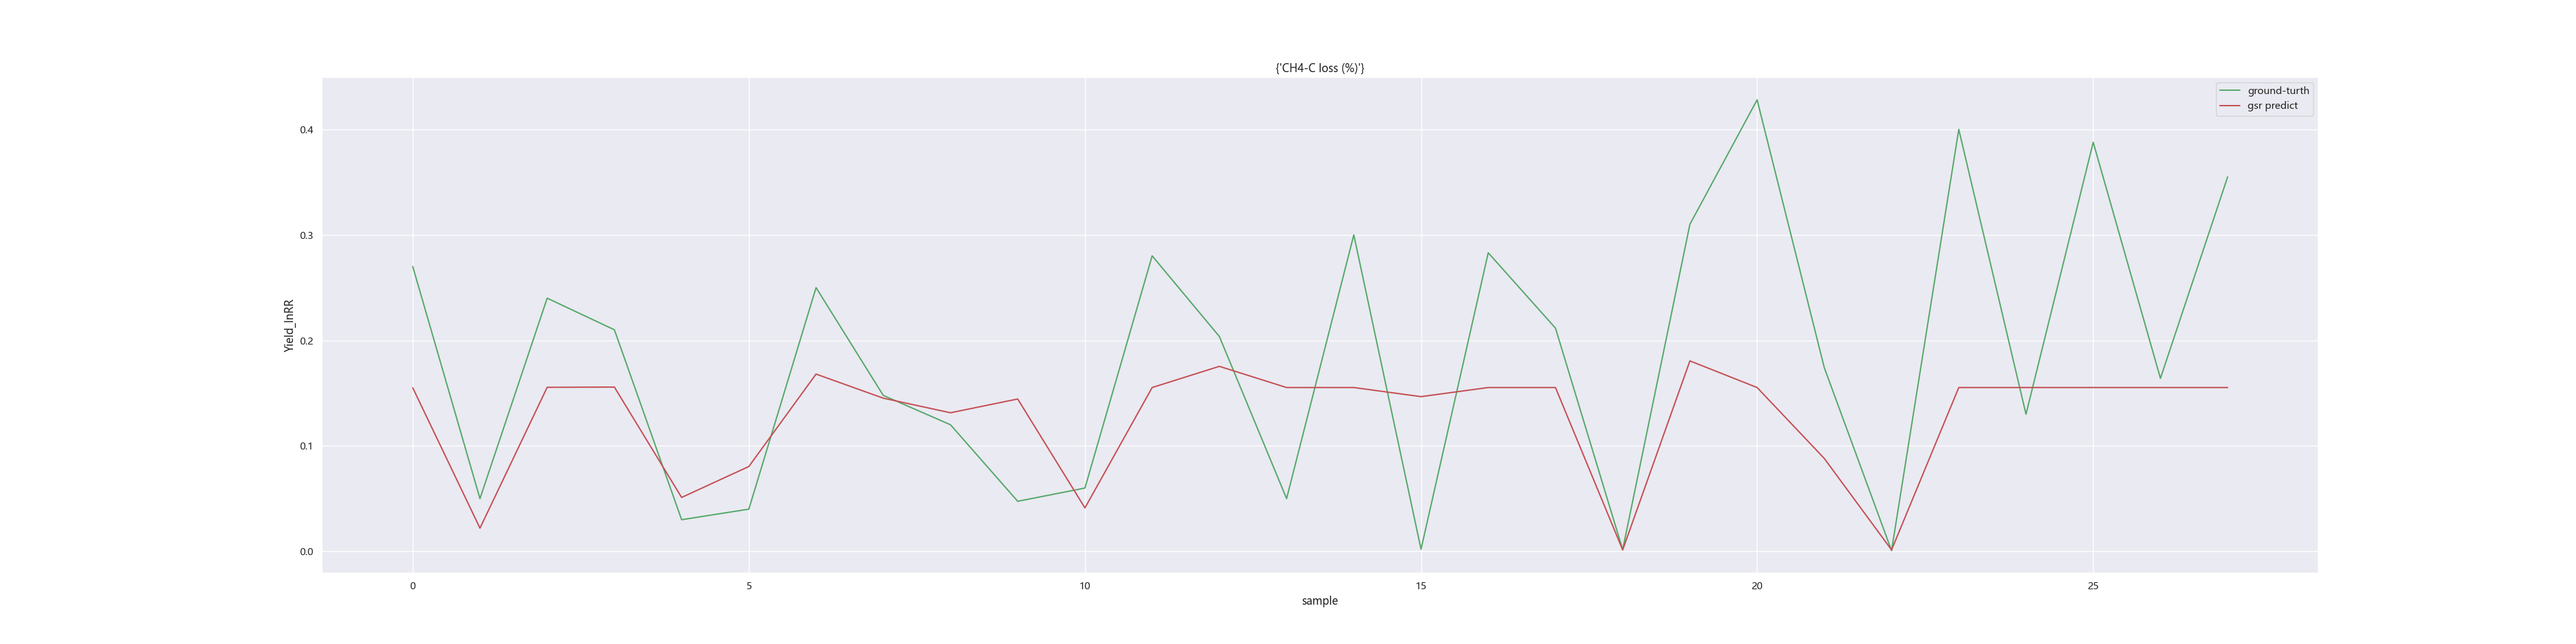 {'CH4-C loss (%)'}
ground-turth
gsr predict
Yield_lnRR
0.4
0.3
0.2
0.1
0.0
0 5 10 15 20 25
sample